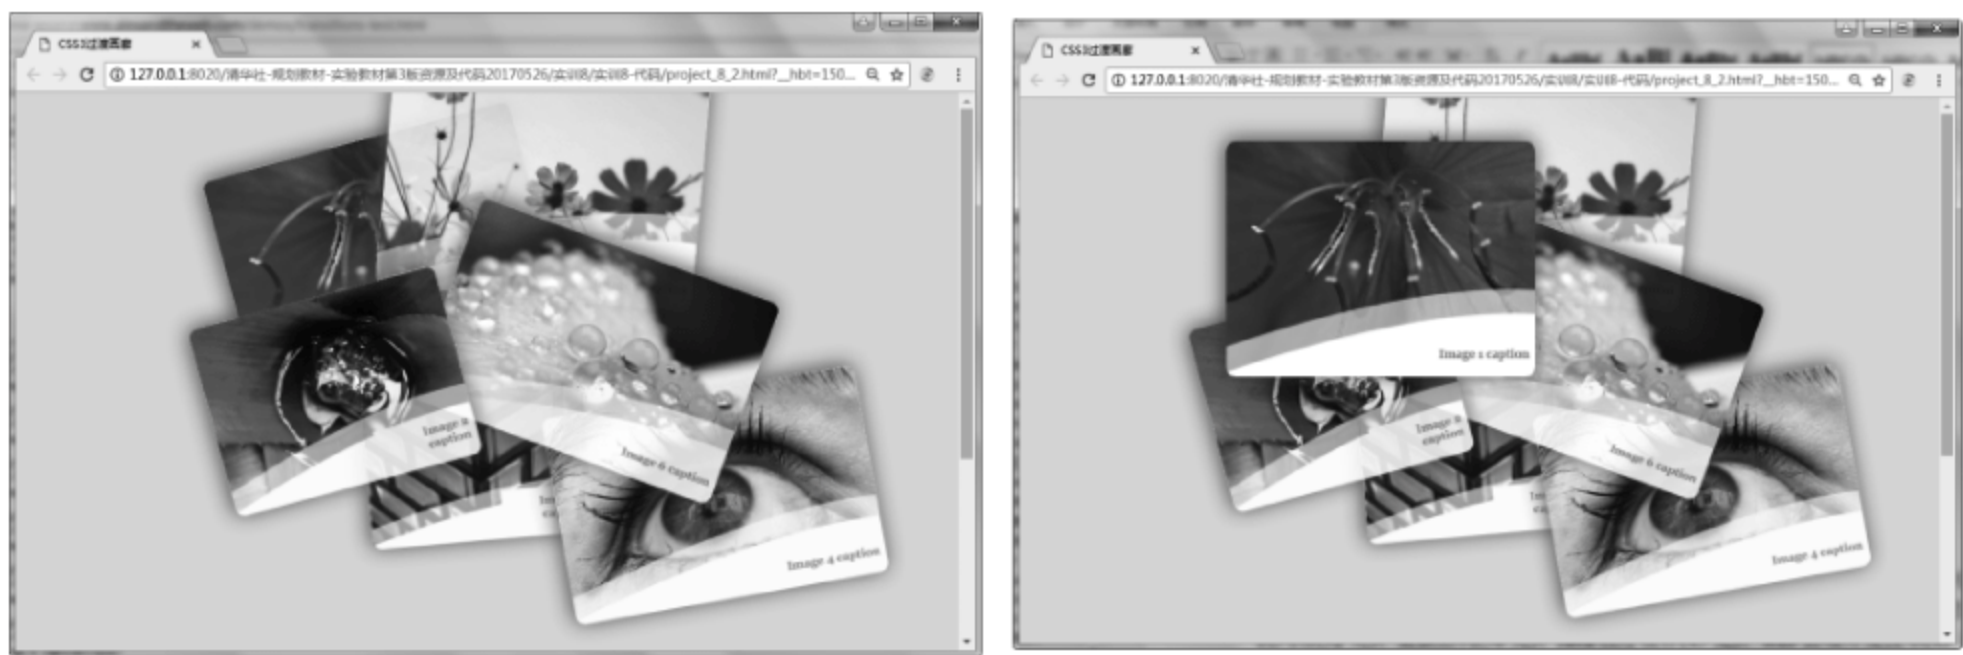 CSS3过渡画廊
127.0.0.1:8020/清华社-规划教材-实验教材第3版资源及代码20170526/实训8/实训8-代码/project_8_2.html?__hbt=150...
Image 8
caption
Image 6 caption
Im
ca
Image 4 caption
CSS3过渡画廊
127.0.0.1:8020/清华社-规划教材-实验教材第3版资源及代码20170526/实训8/实训8-代码/project_8_2.html?__hbt=150...
Image 1 caption
Image 8
caption
Image 6 caption
Im
ca
Image 4 caption